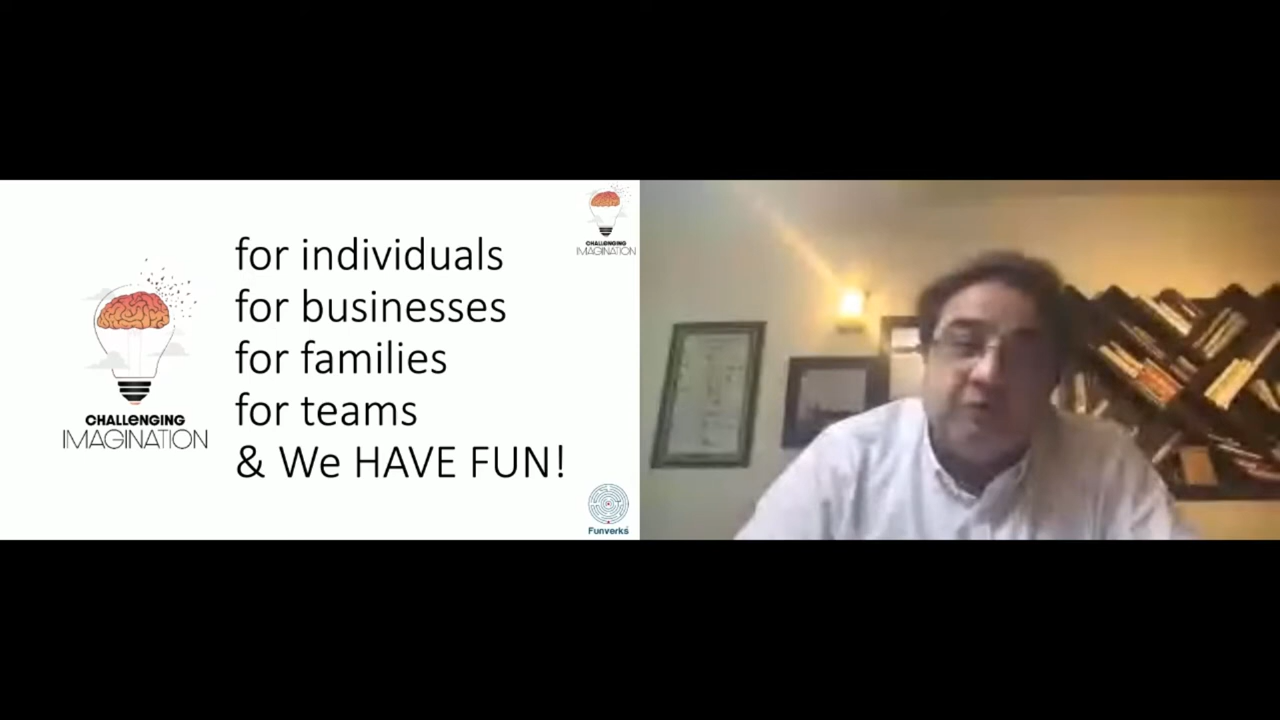 CHALLENGING
IMAGINATION
for individuals
for businesses
for families
for teams
& We HAVE FUN!
CHALLENGING
IMAGINATION
Funverks